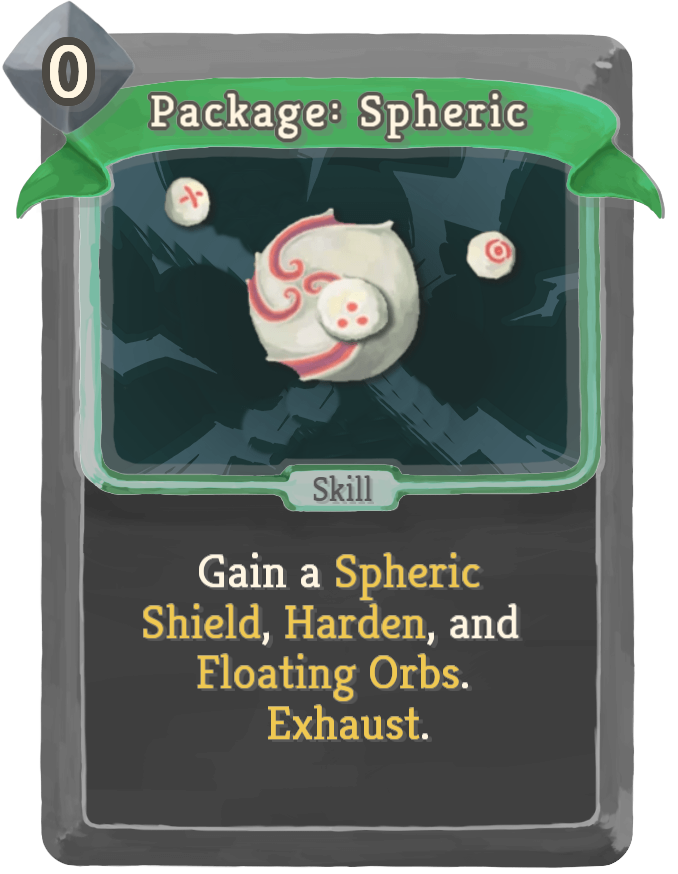 0
Package: Spheric
Skill
Gain a Spheric
Shield, Harden, and
Floating Orbs.
Exhaust.